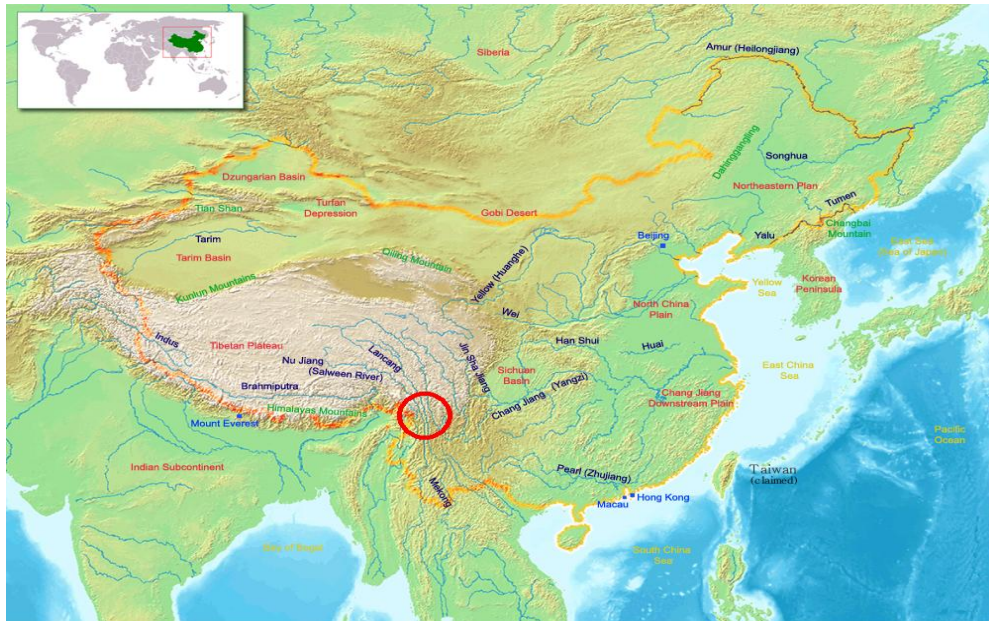 Siberia
Amur (Heilongjiang)
Dahinggangling
Songhua
Northeastern Plan
Dzungarian Basin
Turfan
Depression
Tian Shan
Gobi Desert
Tumen
Changbai
Mountain
Yalu
Beijing
East Sea
Area of Japan)
Tarim
Tarim Basin
Kunlun Mountains
Qiling Mountain
Yellow (Huanghe)
Yellow
Sea
Korean
Peninsula
North China
Plain
Wei
Han Shui
Huai
Indus
Tibetan Plateau
Nu Jiang
(Salween River)
Lancang
Jin Sha Jiang
Sichuan
Basin
East China
Sea
Brahmiputra
Himalayas Mountains
Mount Everest
Chang Jiang (Yangzi)
Chang Jiang
Downstream Plain
Pacific
Ocean
Indian Subcontinent
Mekong
Pearl (Zhujiang)
Taiwan
(claimed)
Macau
Hong Kong
Bay of Begal
South China
Sea